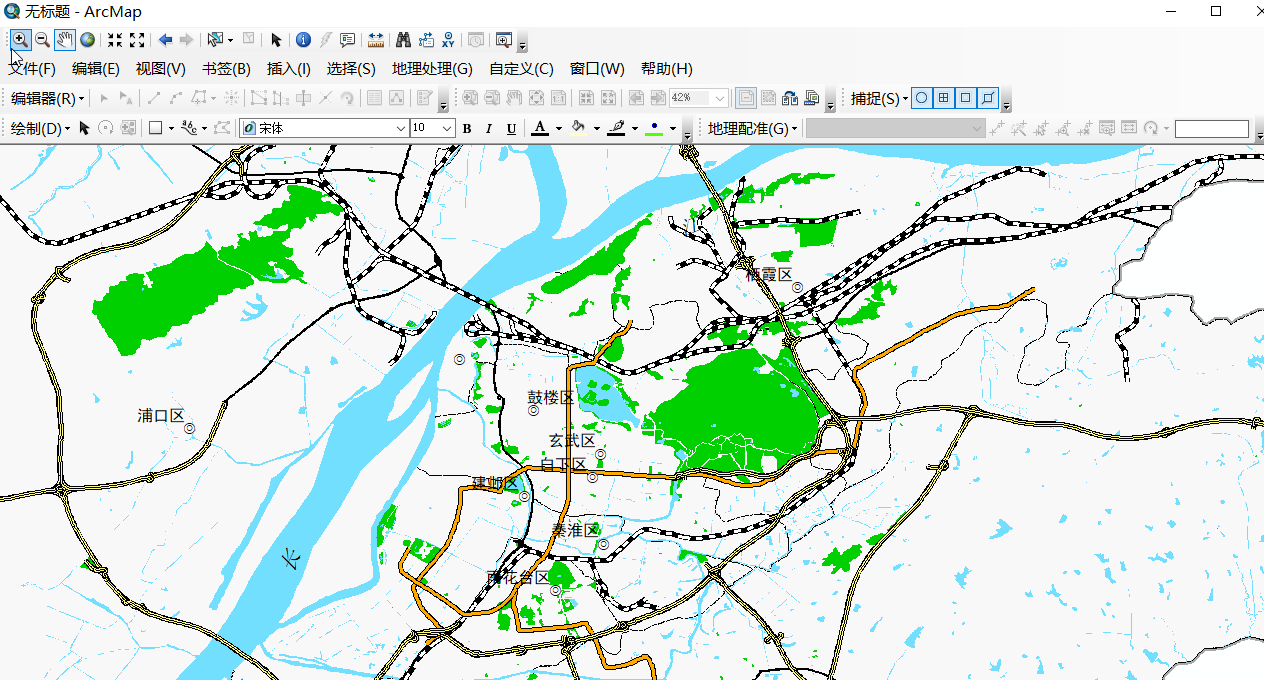 无标题 - ArcMap
文件(F) 编辑(E) 视图(V) 书签(B) 插入(I) 选择(S) 地理处理(G) 自定义(C) 窗口(W) 帮助(H)
编辑器(R) 1:1 42% 捕捉(S)
绘制(D) 宋体 10 B I U A 地理配准(G)
栖霞区
鼓楼区
浦口区
玄武区
白下区
建邺区
秦淮区
长
雨花台区